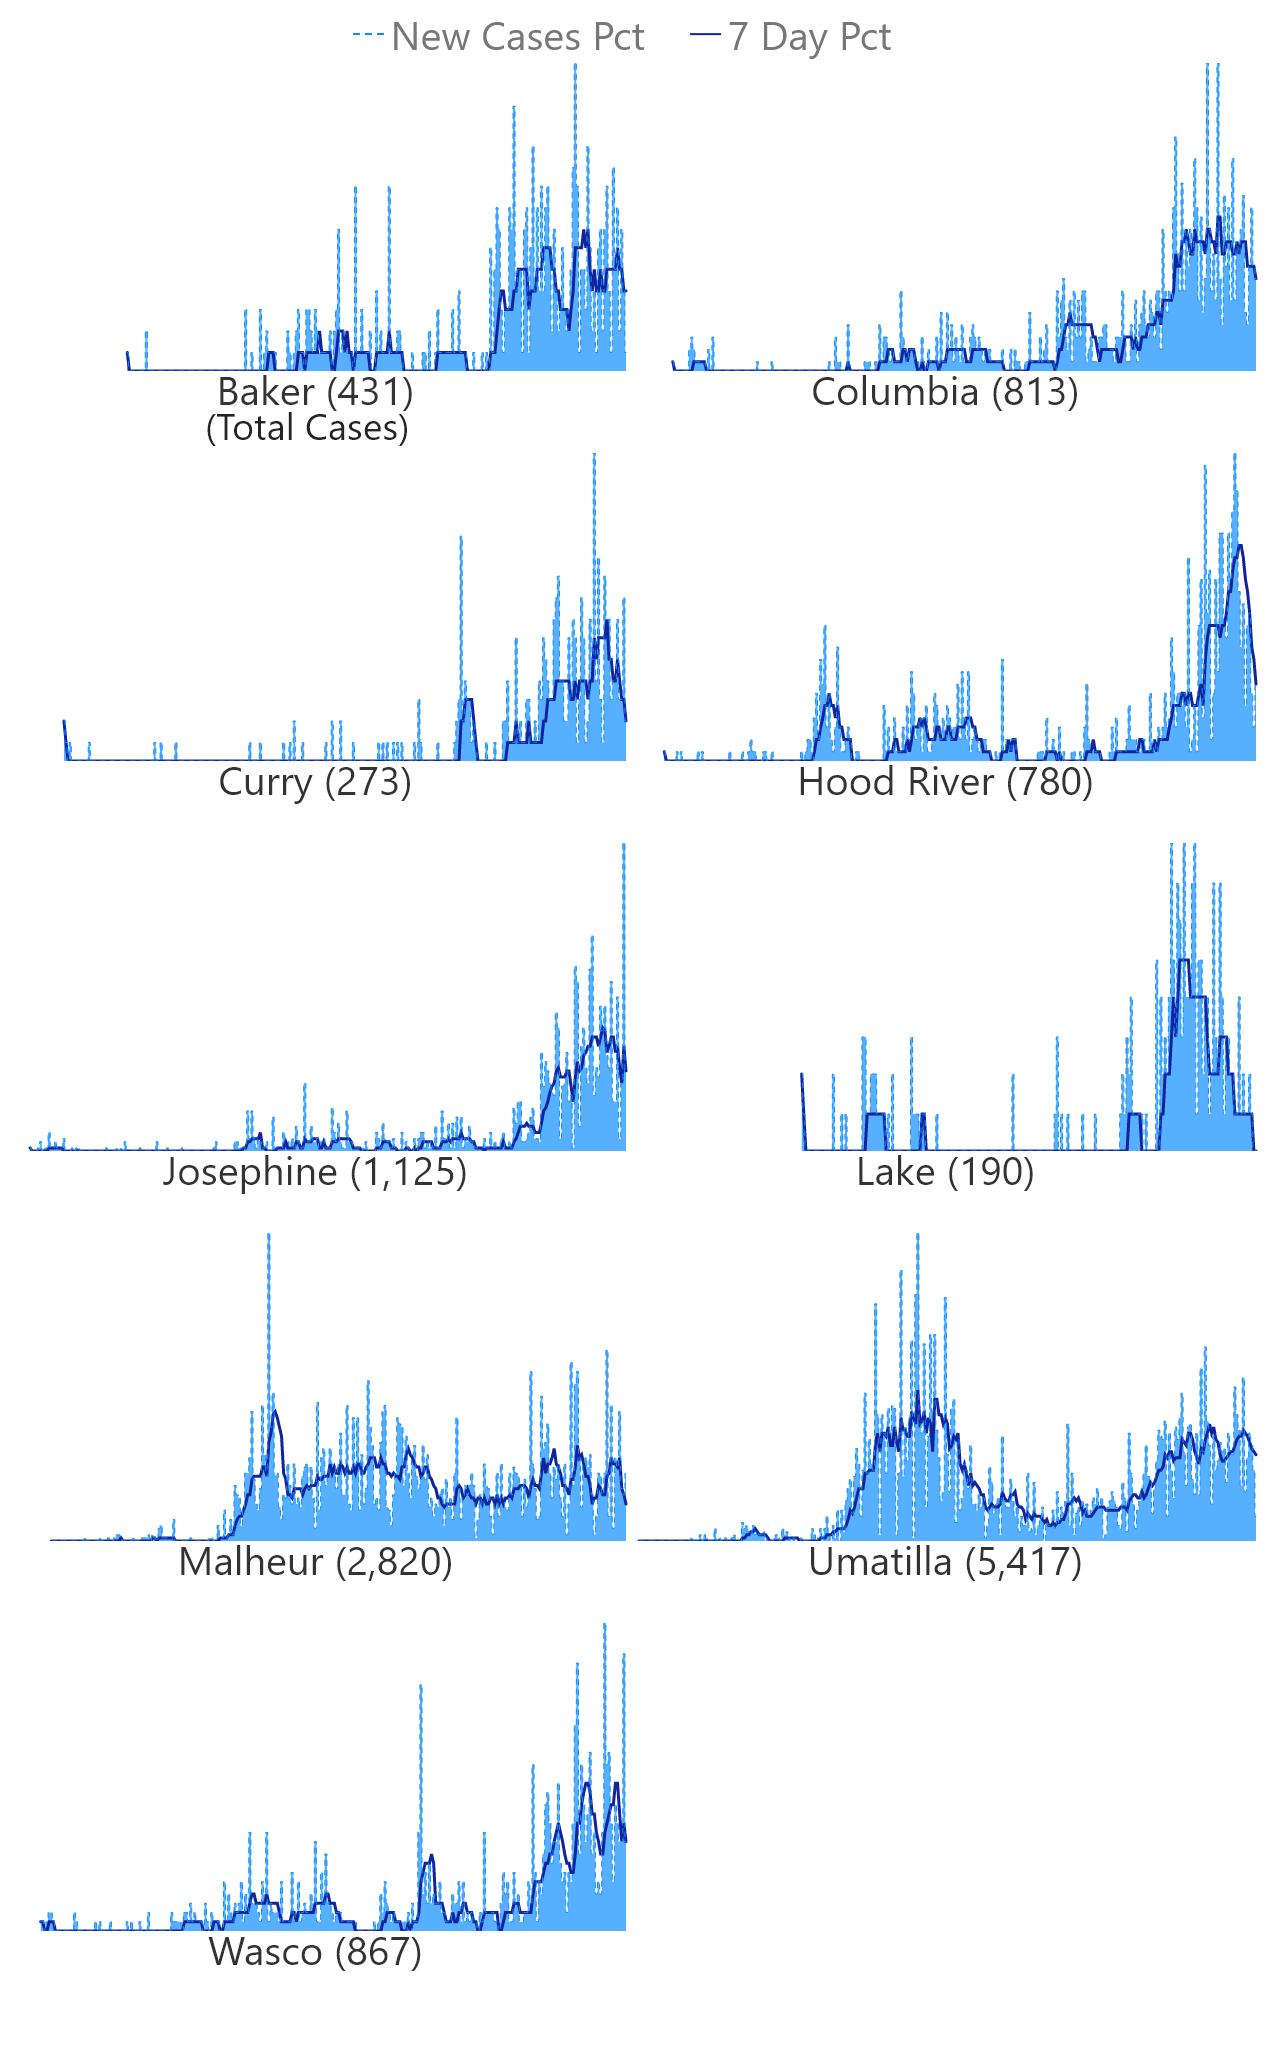 New Cases Pct 7 Day Pct
Baker (431) Columbia (813)
(Total Cases)
Curry (273) Hood River (780)
Josephine (1,125) Lake (190)
Malheur (2,820) Umatilla (5,417)
Wasco (867)